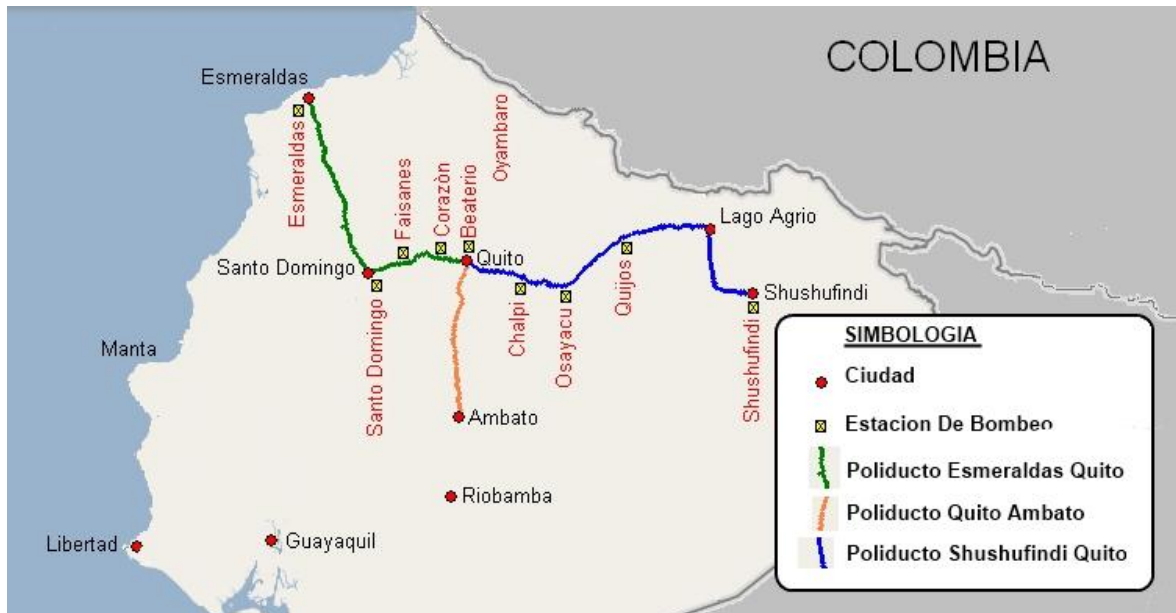 COLOMBIA
Esmeraldas
Esmeraldas
Oyambaro
Faisanes
Corazòn
Beaterio
Lago Agrio
Santo Domingo
Quito
Quijos
Shushufindi
Santo Domingo
Chalpi
Osayacu
Shushufindi
Manta
Ambato
Riobamba
Libertad
Guayaquil
SIMBOLOGIA
Ciudad
Estacion De Bombeo
Poliducto Esmeraldas Quito
Poliducto Quito Ambato
Poliducto Shushufindi Quito